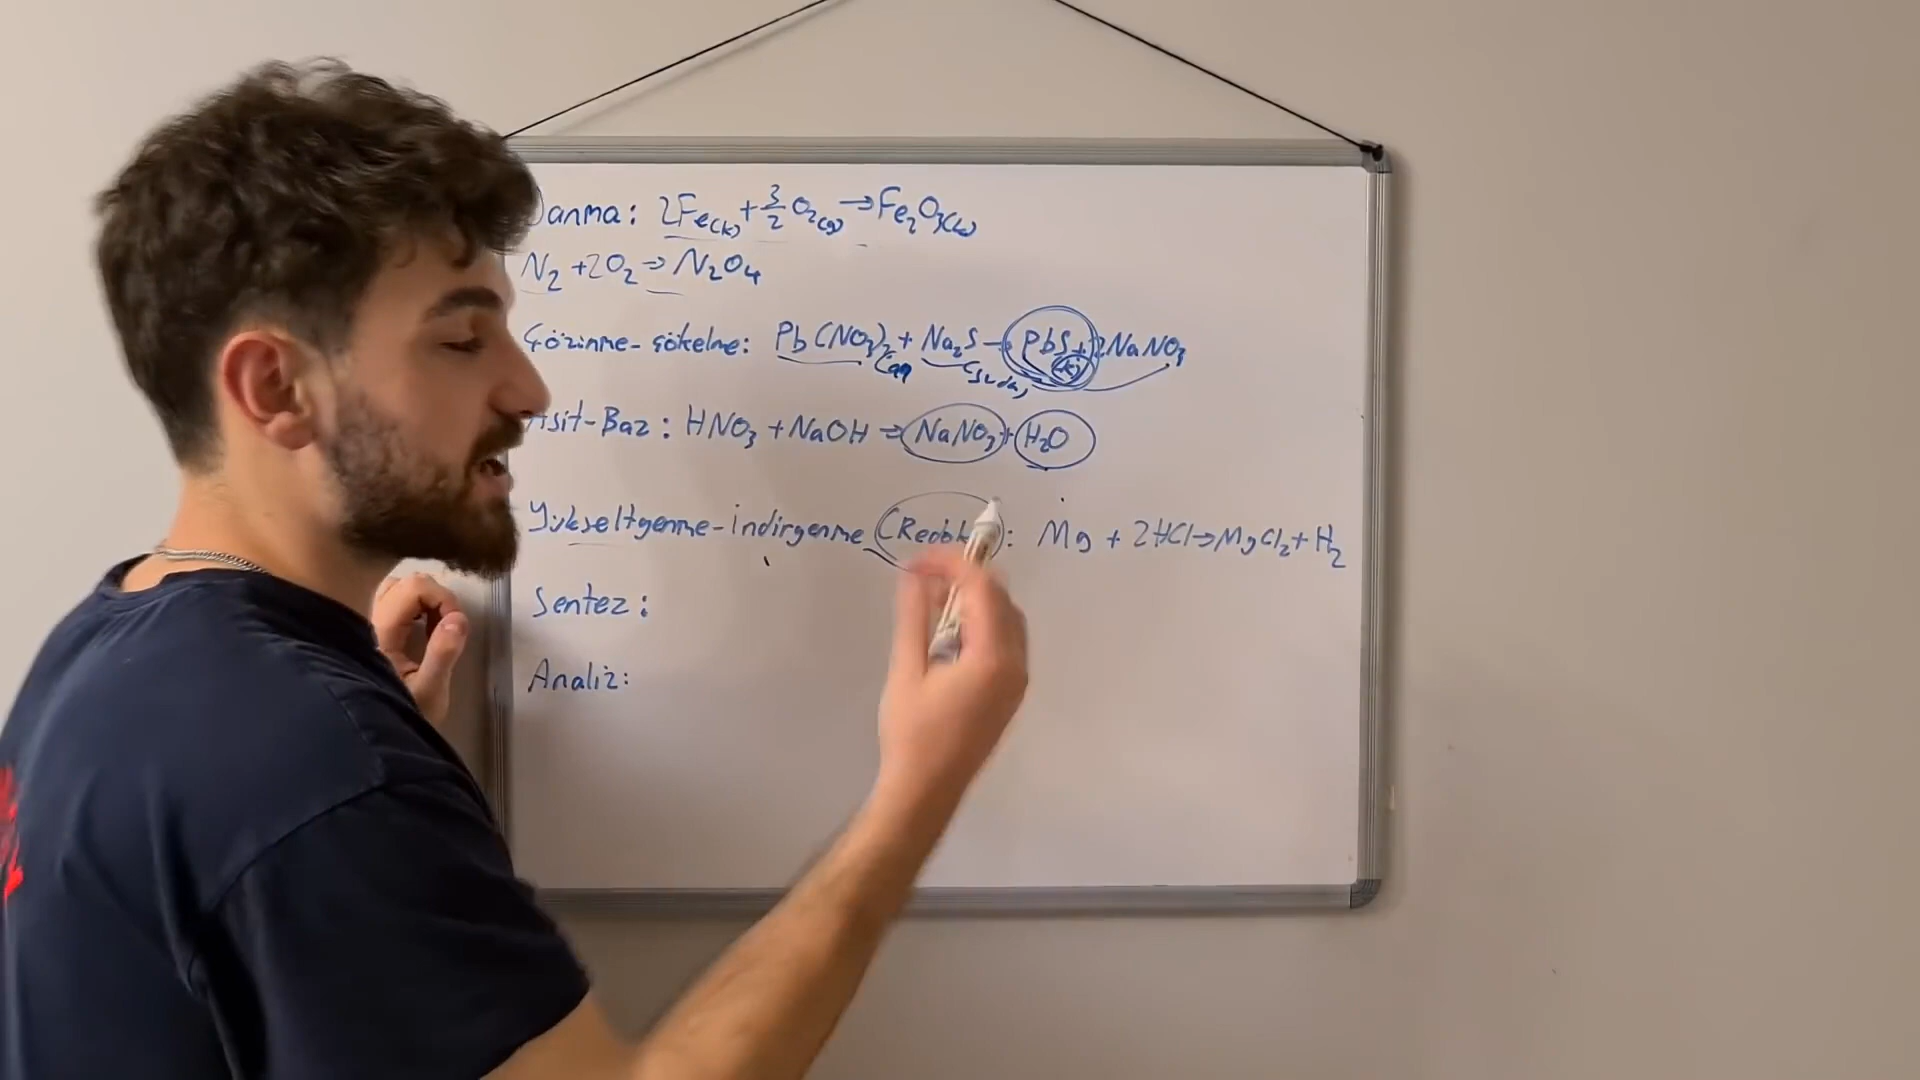 Yanma: 2Fe(k) + 3/2 O₂(g) → Fe₂O₃(k)
N₂ + 2O₂ → N₂O₄
Çözünme-çökelme: Pb(NO₃)₂(aq) + Na₂S(suda) → PbS(k) + 2NaNO₃
Asit-Baz: HNO₃ + NaOH → NaNO₃ + H₂O
Yükseltgenme-indirgenme : Mg + 2HCl → MgCl₂ + H₂
Sentez:
Analiz: